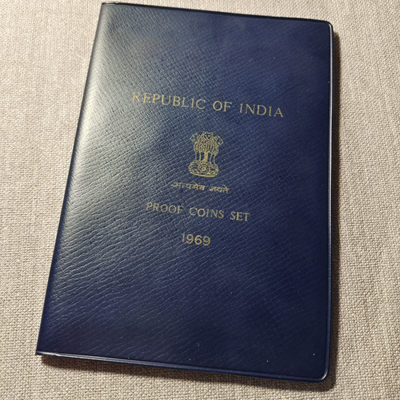 REPUBLIC OF INDIA
सत्यमेव जयते
PROOF COINS SET
1969